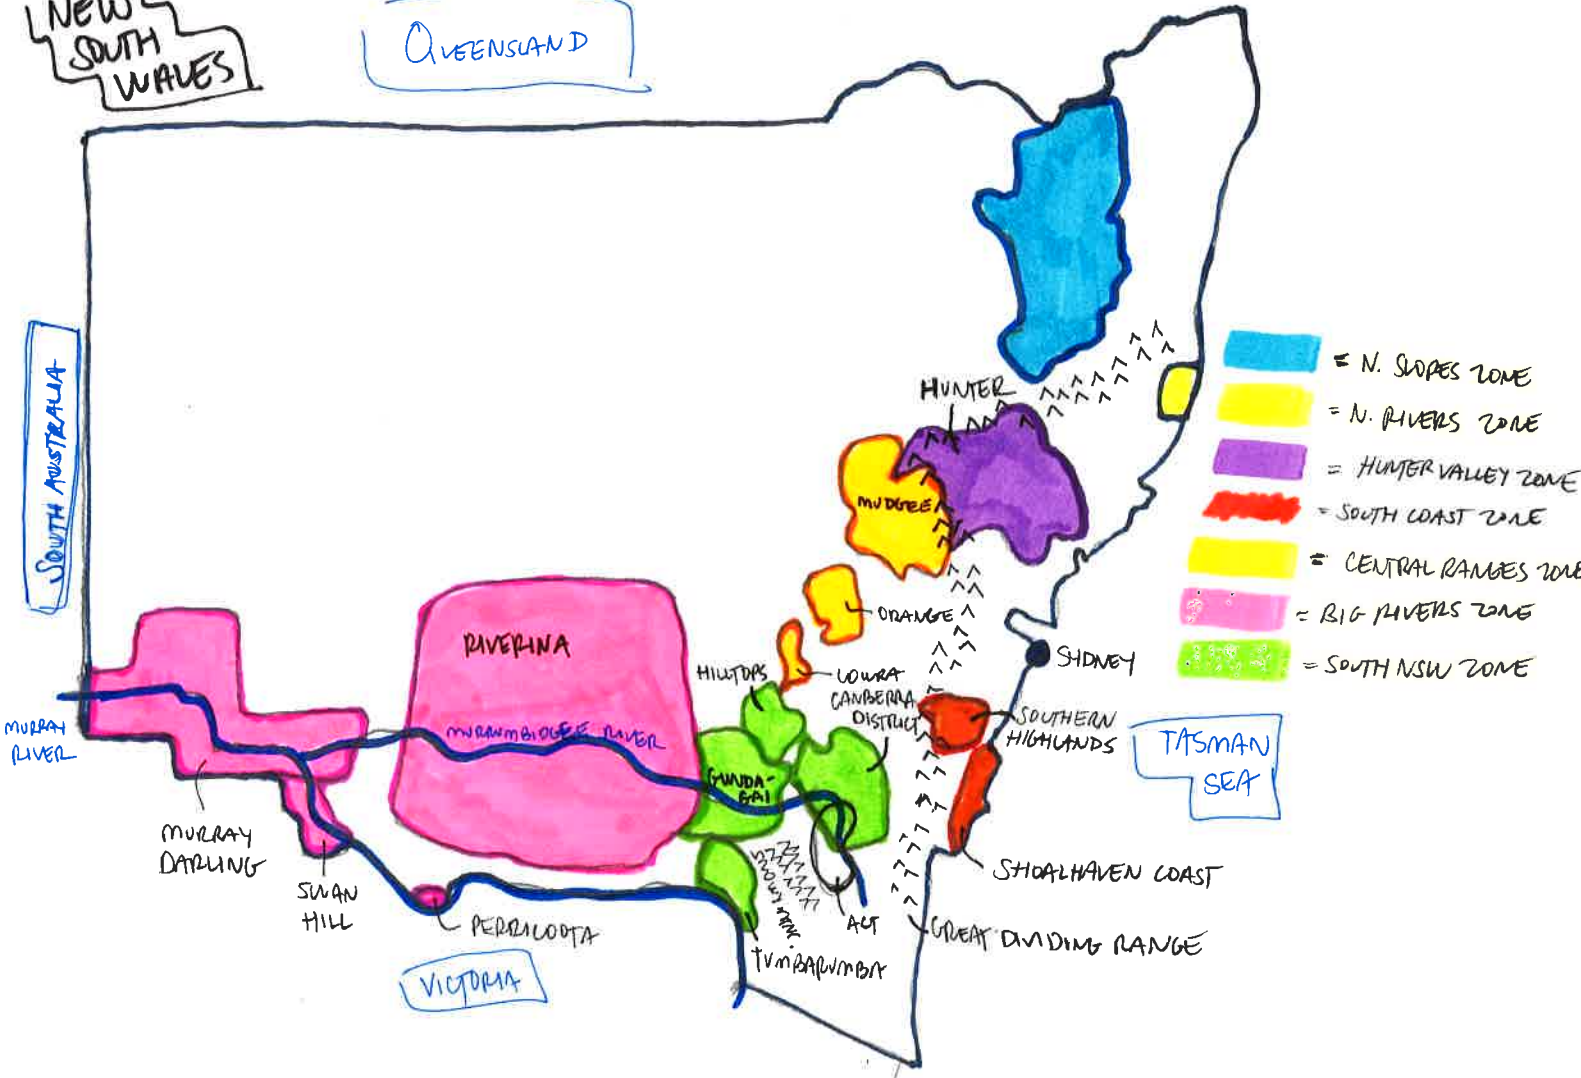 NEW
SOUTH
WALES
QUEENSLAND
SOUTH AUSTRALIA
= N. SLOPES ZONE
= N. RIVERS ZONE
= HUNTER VALLEY ZONE
= SOUTH COAST ZONE
= CENTRAL RANGES ZONE
= BIG RIVERS ZONE
= SOUTH NSW ZONE
HUNTER
MUDGEE
ORANGE
COWRA
HILLTOPS
CANBERRA
DISTRICT
RIVERINA
MURRUMBIDGEE RIVER
MURRAY
RIVER
SYDNEY
SOUTHERN
HIGHLANDS
TASMAN
SEA
GUNDA-
GAI
MURRAY
DARLING
SWAN
HILL
PERRICOOTA
SNOWY MTNS.
TUMBARUMBA
ACT
SHOALHAVEN COAST
GREAT DIVIDING RANGE
VICTORIA